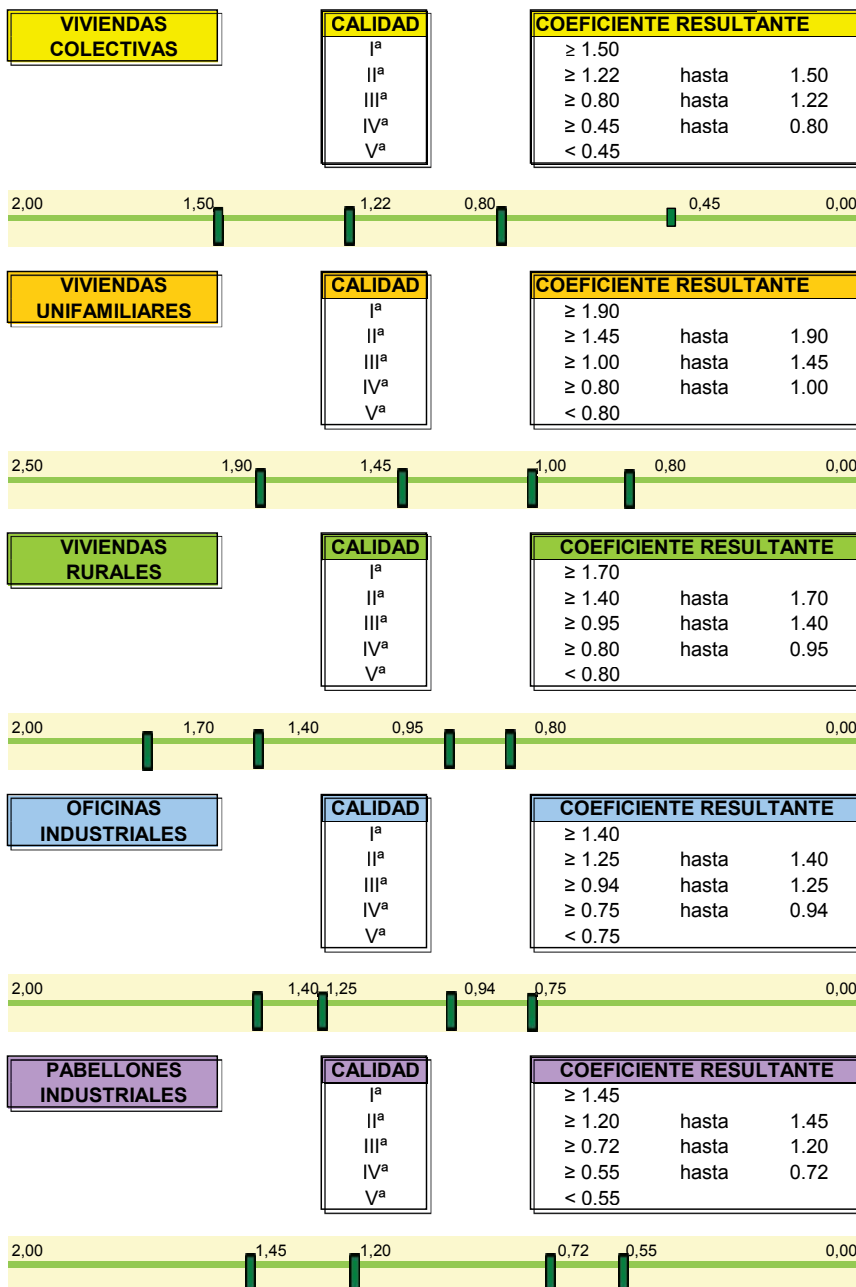 VIVIENDAS COLECTIVAS
CALIDAD COEFICIENTE RESULTANTE
Iª ≥ 1.50
IIª ≥ 1.22 hasta 1.50
IIIª ≥ 0.80 hasta 1.22
IVª ≥ 0.45 hasta 0.80
Vª < 0.45
2,00 1,50 1,22 0,80 0,45 0,00
VIVIENDAS UNIFAMILIARES
CALIDAD COEFICIENTE RESULTANTE
Iª ≥ 1.90
IIª ≥ 1.45 hasta 1.90
IIIª ≥ 1.00 hasta 1.45
IVª ≥ 0.80 hasta 1.00
Vª < 0.80
2,50 1,90 1,45 1,00 0,80 0,00
VIVIENDAS RURALES
CALIDAD COEFICIENTE RESULTANTE
Iª ≥ 1.70
IIª ≥ 1.40 hasta 1.70
IIIª ≥ 0.95 hasta 1.40
IVª ≥ 0.80 hasta 0.95
Vª < 0.80
2,00 1,70 1,40 0,95 0,80 0,00
OFICINAS INDUSTRIALES
CALIDAD COEFICIENTE RESULTANTE
Iª ≥ 1.40
IIª ≥ 1.25 hasta 1.40
IIIª ≥ 0.94 hasta 1.25
IVª ≥ 0.75 hasta 0.94
Vª < 0.75
2,00 1,40 1,25 0,94 0,75 0,00
PABELLONES INDUSTRIALES
CALIDAD COEFICIENTE RESULTANTE
Iª ≥ 1.45
IIª ≥ 1.20 hasta 1.45
IIIª ≥ 0.72 hasta 1.20
IVª ≥ 0.55 hasta 0.72
Vª < 0.55
2,00 1,45 1,20 0,72 0,55 0,00